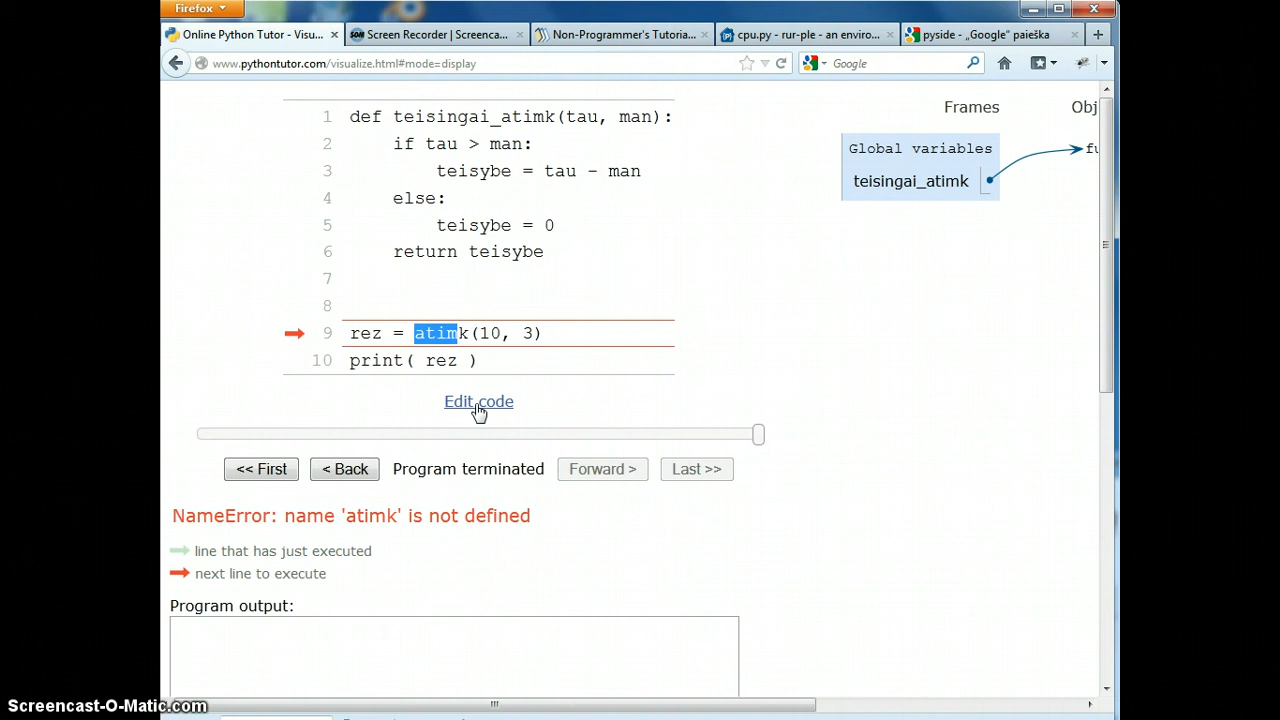 Firefox
Online Python Tutor - Visu...
Screen Recorder | Screenca...
Non-Programmer's Tutoria...
cpu.py - rur-ple - an enviro...
pyside - „Google“ paieška
www.pythontutor.com/visualize.html#mode=display
Google
Frames
Obj
1 def teisingai_atimk(tau, man):
2 if tau > man:
3 teisybe = tau - man
4 else:
5 teisybe = 0
6 return teisybe
7
8
9 rez = atimk(10, 3)
10 print( rez )
Global variables
fu
teisingai_atimk
Edit code
<< First
< Back
Program terminated
Forward >
Last >>
NameError: name 'atimk' is not defined
line that has just executed
next line to execute
Program output:
Screencast-O-Matic.com